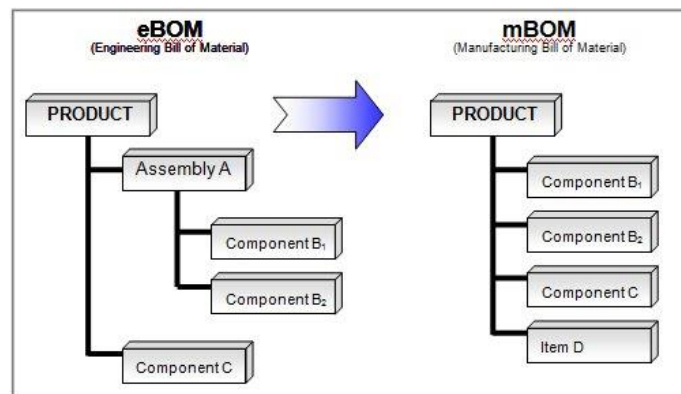 eBOM
(Engineering Bill of Material)
PRODUCT
Assembly A
Component B₁
Component B₂
Component C
mBOM
(Manufacturing Bill of Material)
PRODUCT
Component B₁
Component B₂
Component C
Item D